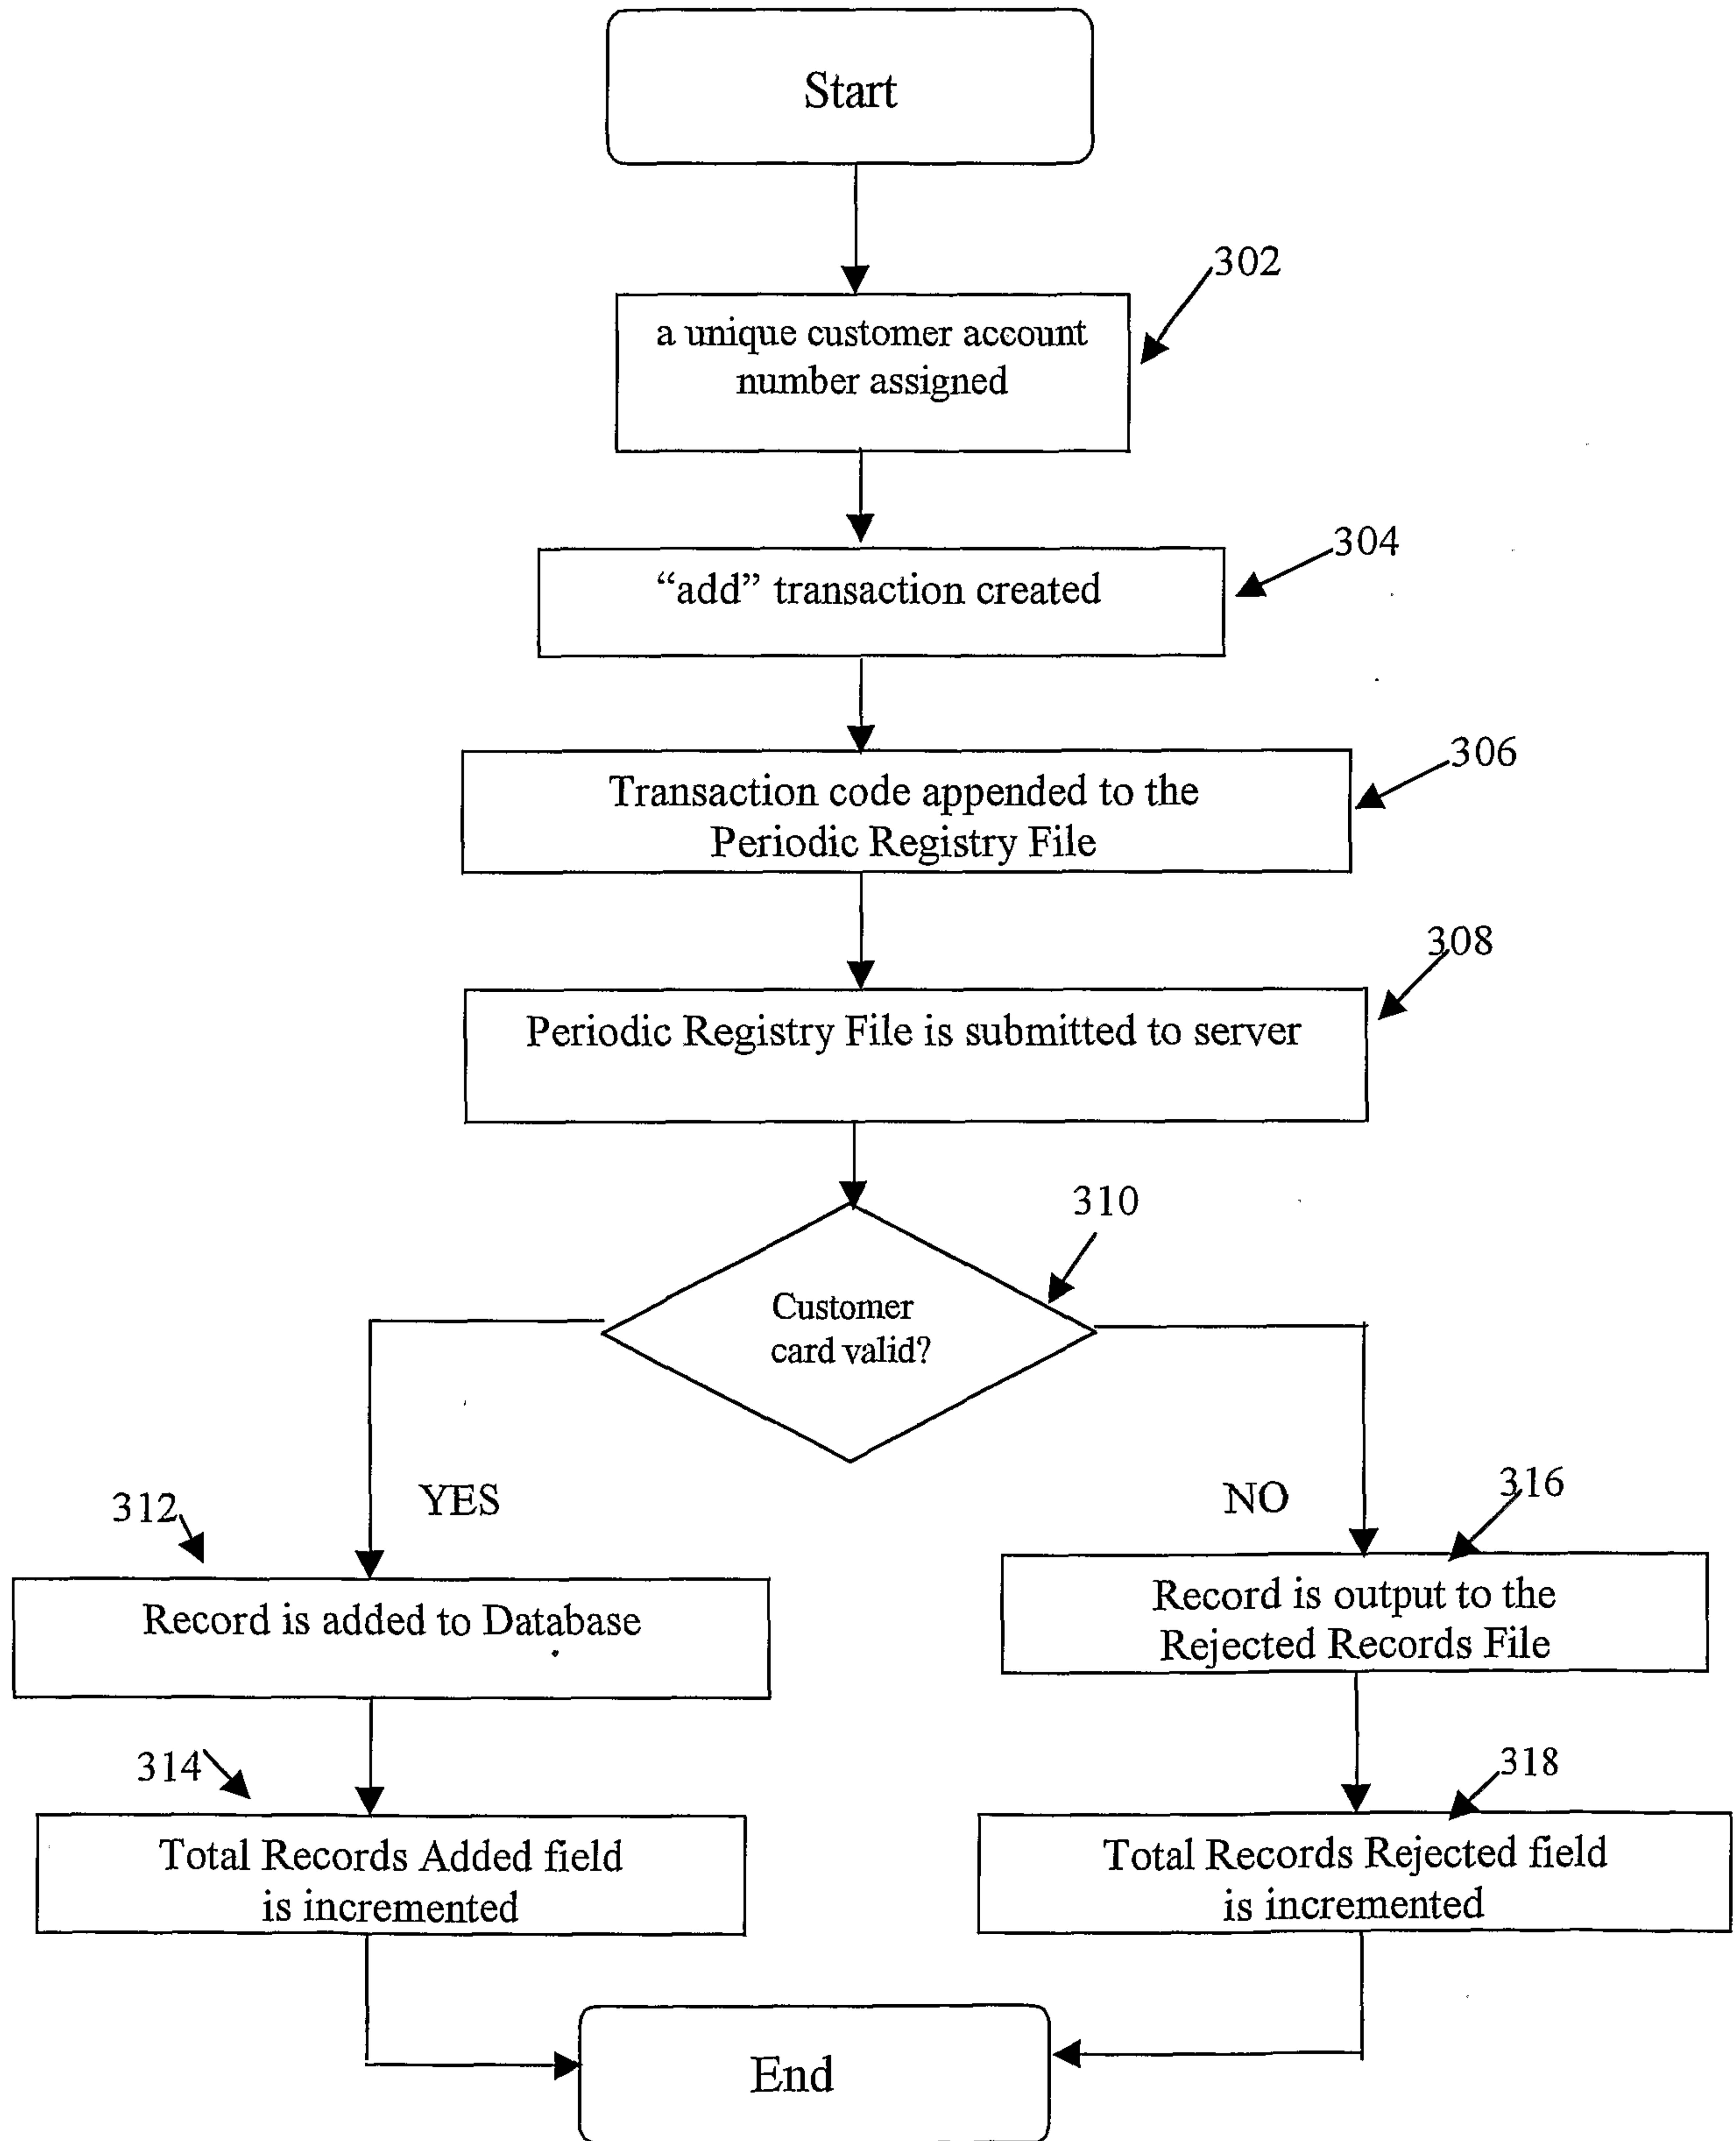 Start
302
a unique customer account
number assigned
304
“add” transaction created
306
Transaction code appended to the
Periodic Registry File
308
Periodic Registry File is submitted to server
310
Customer
card valid?
YES
NO
312
316
Record is added to Database
Record is output to the
Rejected Records File
314
318
Total Records Added field
is incremented
Total Records Rejected field
is incremented
End